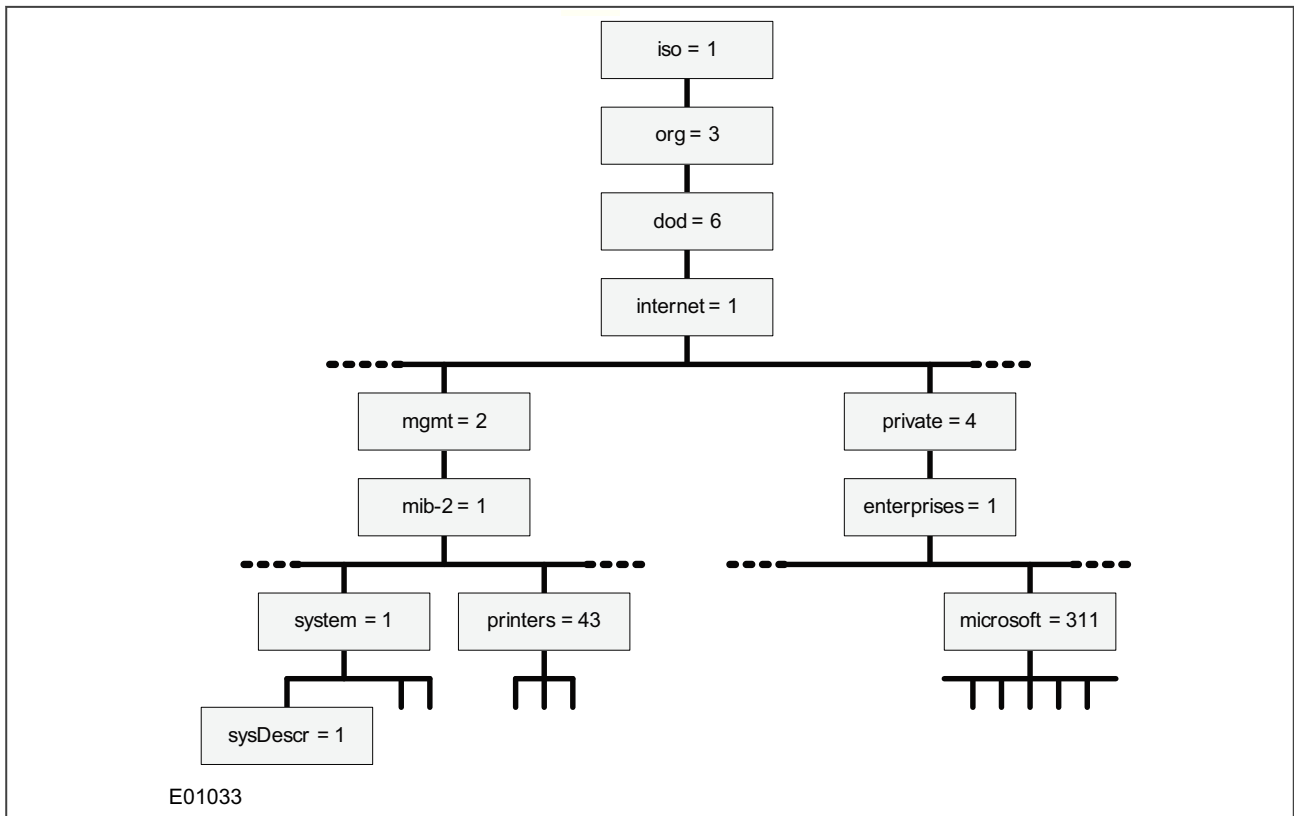 iso = 1
org = 3
dod = 6
internet = 1
mgmt = 2
private = 4
mib-2 = 1
enterprises = 1
system = 1
printers = 43
microsoft = 311
sysDescr = 1
E01033